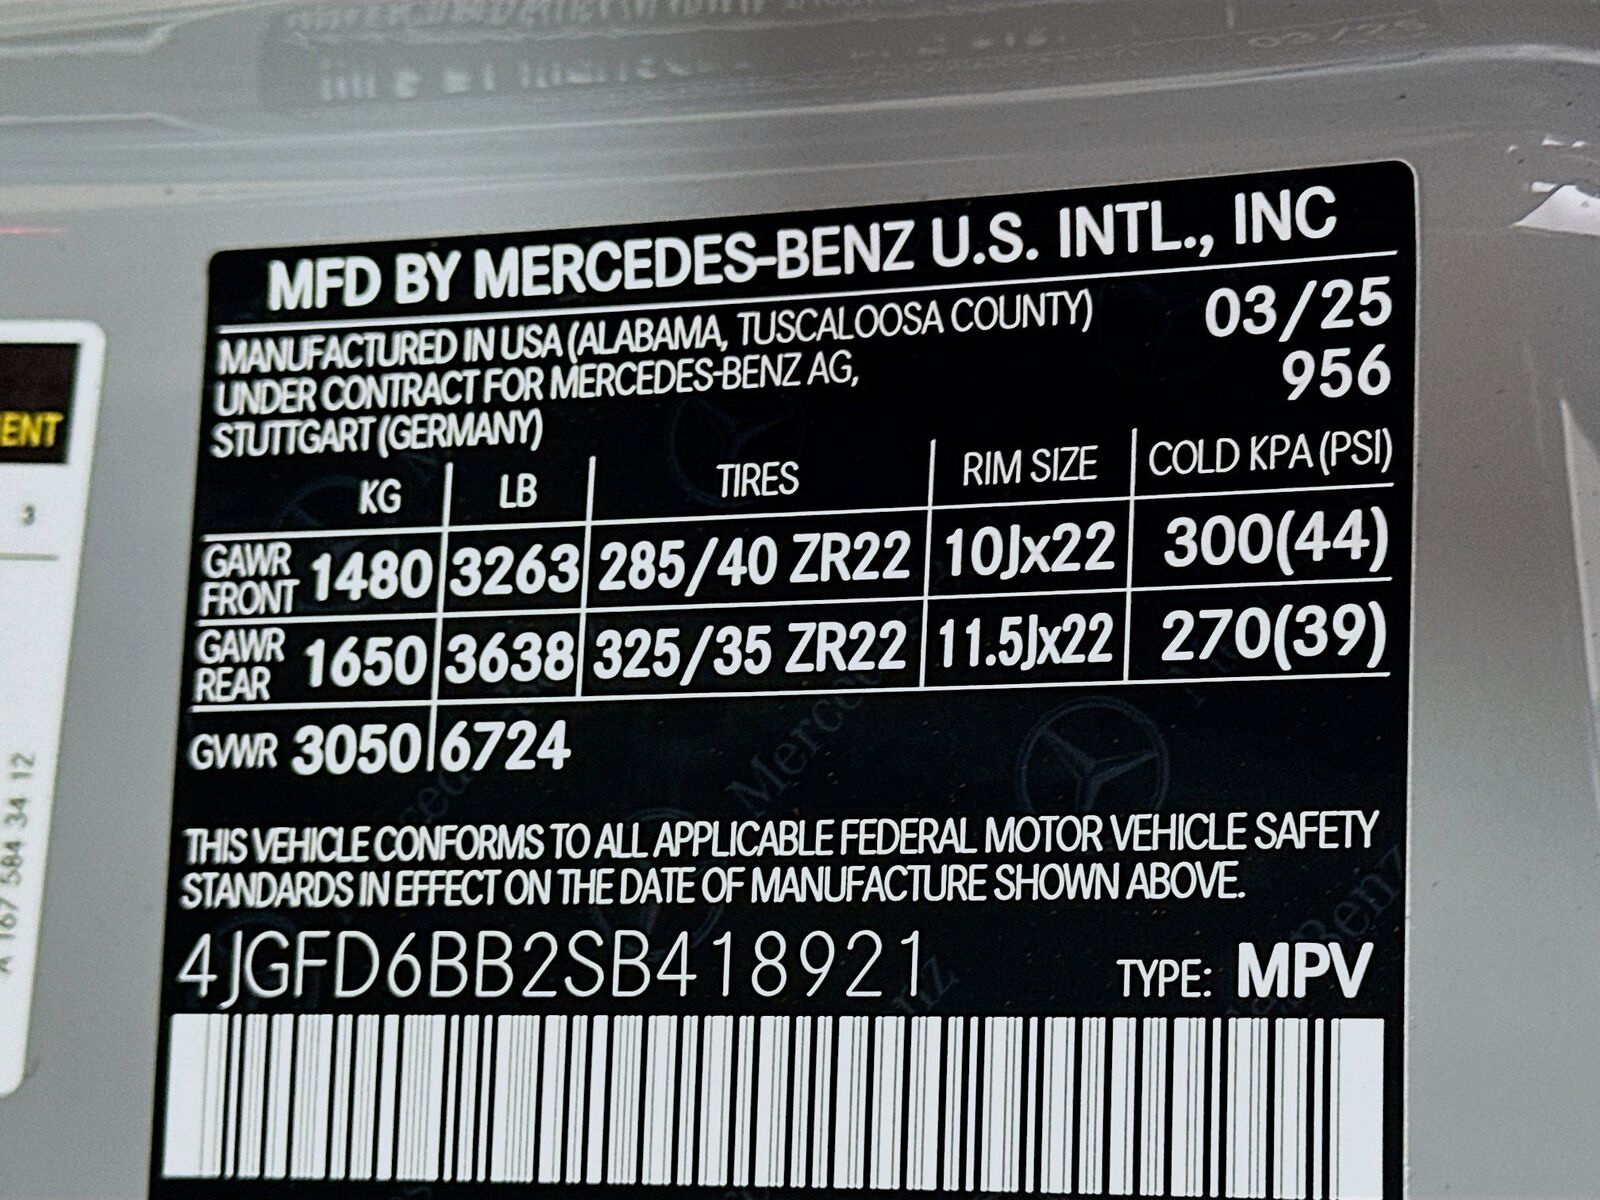 MFD BY MERCEDES-BENZ U.S. INTL., INC
MANUFACTURED IN USA (ALABAMA, TUSCALOOSA COUNTY) 03/25
UNDER CONTRACT FOR MERCEDES-BENZ AG, 956
STUTTGART (GERMANY)
KG LB TIRES RIM SIZE COLD KPA (PSI)
GAWR FRONT 1480 3263 285/40 ZR22 10Jx22 300(44)
GAWR REAR 1650 3638 325/35 ZR22 11.5Jx22 270(39)
GVWR 3050 6724
THIS VEHICLE CONFORMS TO ALL APPLICABLE FEDERAL MOTOR VEHICLE SAFETY
STANDARDS IN EFFECT ON THE DATE OF MANUFACTURE SHOWN ABOVE.
4JGFD6BB2SB418921 TYPE: MPV
ENT
3
A 167 584 34 12